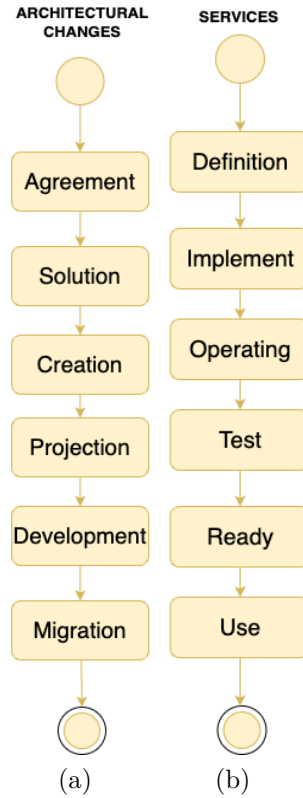 ARCHITECTURAL
CHANGES
Agreement
Solution
Creation
Projection
Development
Migration
(a)
SERVICES
Definition
Implement
Operating
Test
Ready
Use
(b)